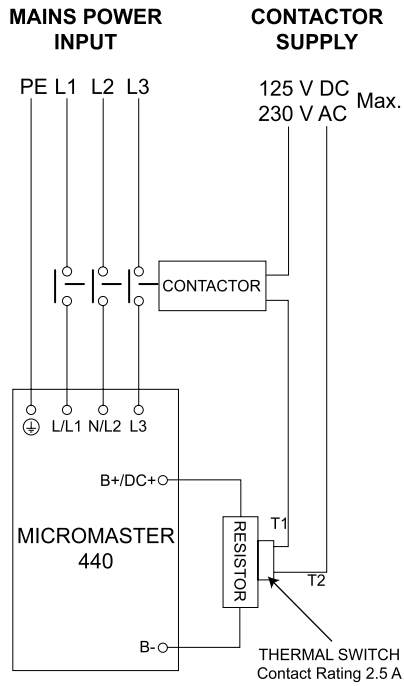 MAINS POWER
INPUT
CONTACTOR
SUPPLY
PE L1 L2 L3
125 V DC
230 V AC
Max.
CONTACTOR
L/L1 N/L2 L3
B+/DC+
MICROMASTER
440
RESISTOR
T1
T2
B-
THERMAL SWITCH
Contact Rating 2.5 A